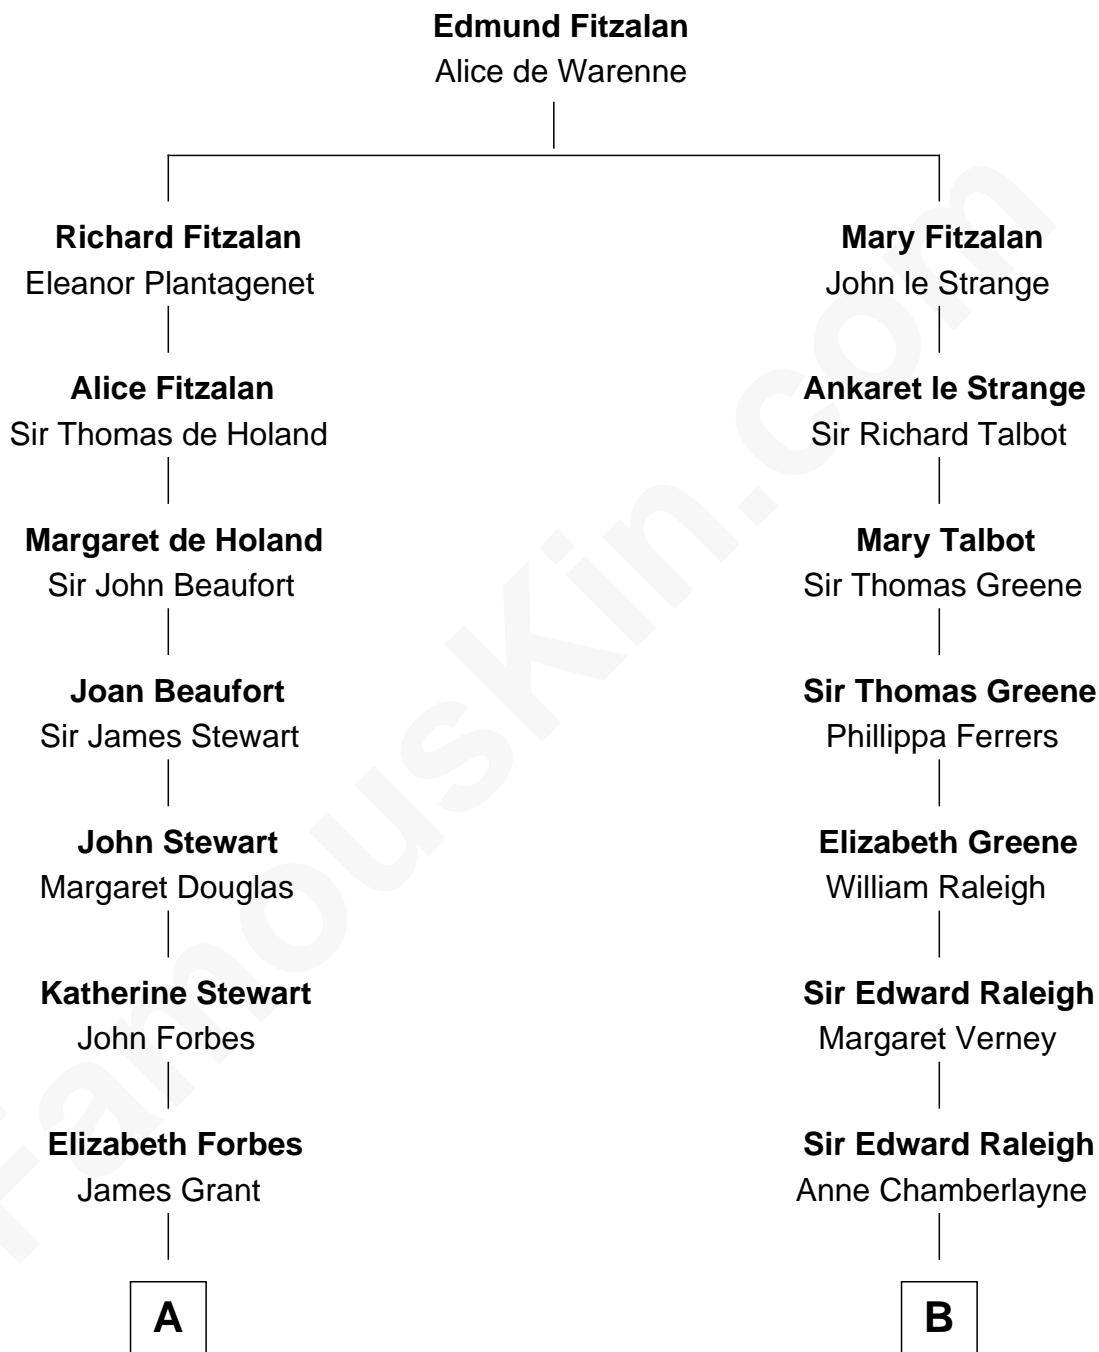 Edmund Fitzalan
Alice de Warenne
Richard Fitzalan
Eleanor Plantagenet
Mary Fitzalan
John le Strange
Alice Fitzalan
Sir Thomas de Holand
Ankaret le Strange
Sir Richard Talbot
Margaret de Holand
Sir John Beaufort
Mary Talbot
Sir Thomas Greene
Joan Beaufort
Sir James Stewart
Sir Thomas Greene
Phillippa Ferrers
John Stewart
Margaret Douglas
Elizabeth Greene
William Raleigh
Katherine Stewart
John Forbes
Sir Edward Raleigh
Margaret Verney
Elizabeth Forbes
James Grant
Sir Edward Raleigh
Anne Chamberlayne
A
B
FamousKin.com